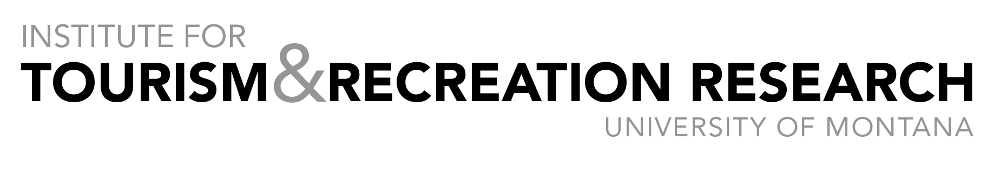 INSTITUTE FOR
TOURISM&RECREATION RESEARCH
UNIVERSITY OF MONTANA